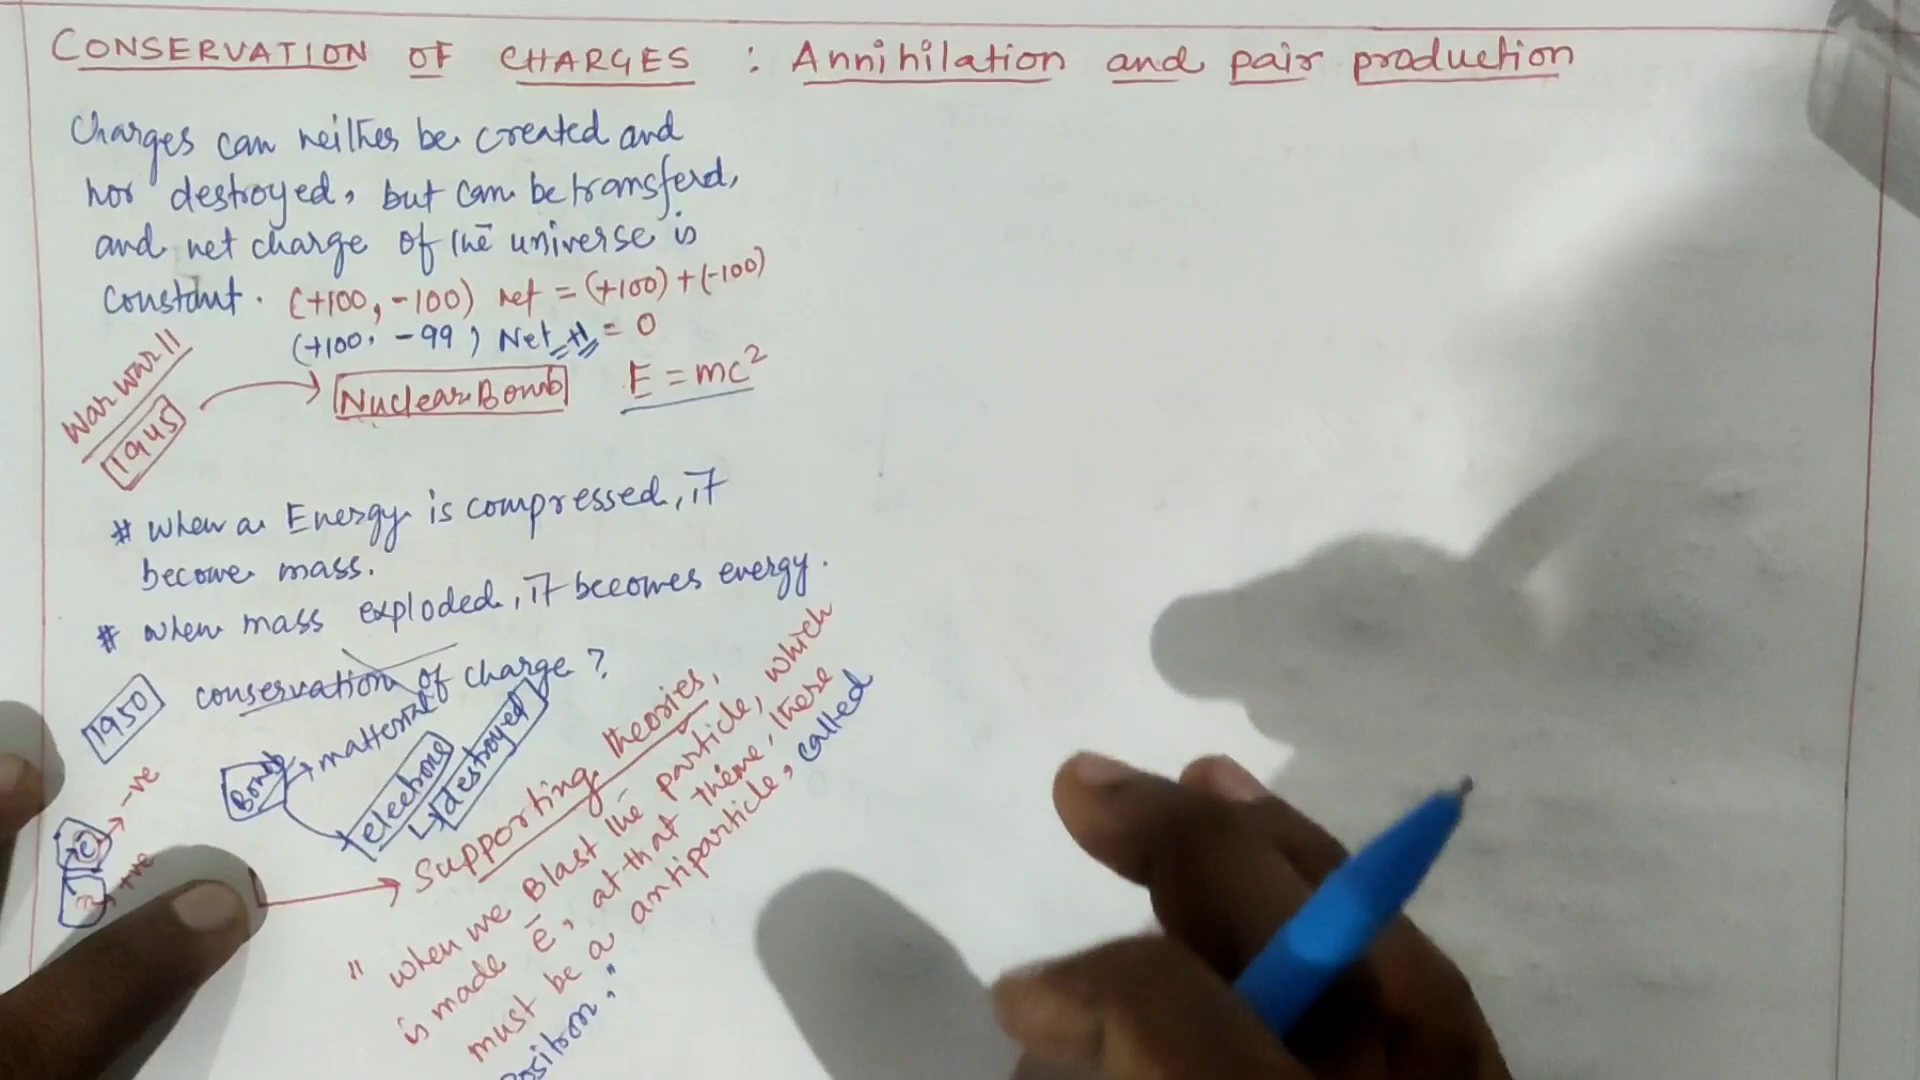 CONSERVATION OF CHARGES : Annihilation and pair production
Charges can neither be created and
nor destroyed, but can be transferd,
and net charge of the universe is
constant. (+100, -100) net = (+100) + (-100)
(+100, -99) Net +1 = 0
War war II
1945
Nuclear Bomb
E = mc²
# when a Energy is compressed, it
become mass.
# when mass exploded, it becomes energy.
1950
conservation of charge ?
Bomb
material
electrons
destroyed
e -ve
+ve
Supporting theories,
" when we Blast the particle, which
is made ē, at that theme, there
must be a antiparticle, called
positron."